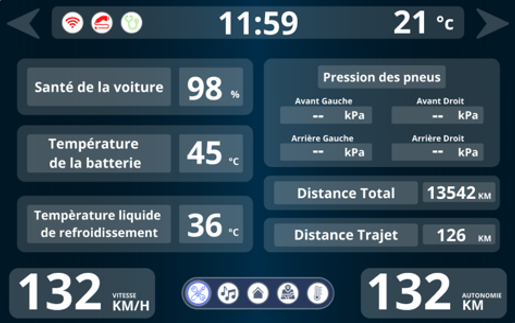 11:59
21 °c
Santé de la voiture
98 %
Température
de la batterie
45 °C
Tempèrature liquide
de refroidissement
36 °C
Pression des pneus
Avant Gauche
-- kPa
Avant Droit
-- kPa
Arrière Gauche
-- kPa
Arrière Droit
-- kPa
Distance Total
13542 KM
Distance Trajet
126 KM
132 VITESSE
KM/H
132 AUTONOMIE
KM